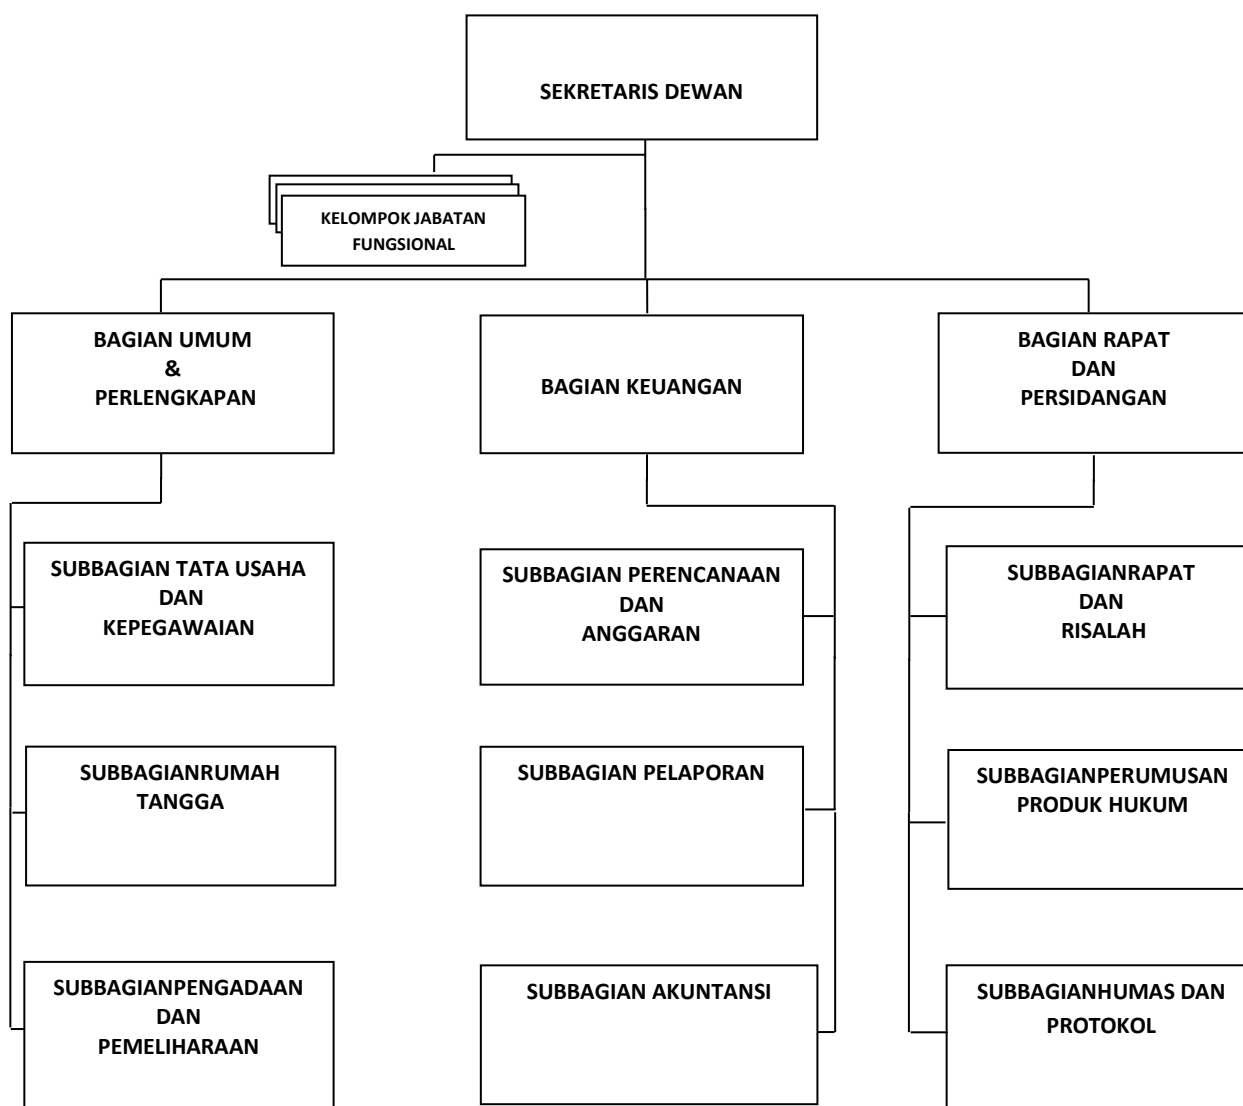 SEKRETARIS DEWAN
KELOMPOK JABATAN
FUNGSIONAL
BAGIAN UMUM
&
PERLENGKAPAN
BAGIAN KEUANGAN
BAGIAN RAPAT
DAN
PERSIDANGAN
SUBBAGIAN TATA USAHA
DAN
KEPEGAWAIAN
SUBBAGIAN PERENCANAAN
DAN
ANGGARAN
SUBBAGIANRAPAT
DAN
RISALAH
SUBBAGIANRUMAH
TANGGA
SUBBAGIAN PELAPORAN
SUBBAGIANPERUMUSAN
PRODUK HUKUM
SUBBAGIANPENGADAAN
DAN
PEMELIHARAAN
SUBBAGIAN AKUNTANSI
SUBBAGIANHUMAS DAN
PROTOKOL